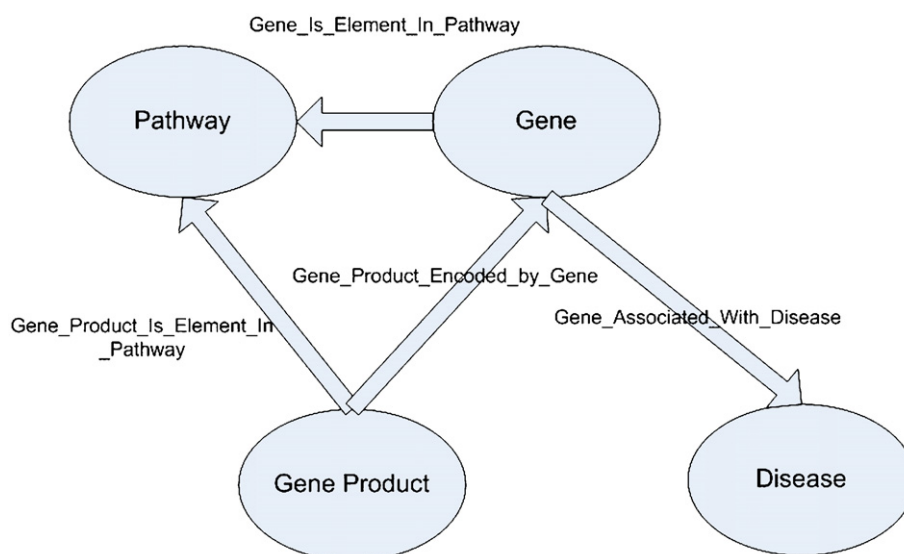 Gene_Is_Element_In_Pathway
Pathway
Gene
Gene_Product_Encoded_by_Gene
Gene_Product_Is_Element_In
_Pathway
Gene_Associated_With_Disease
Gene Product
Disease